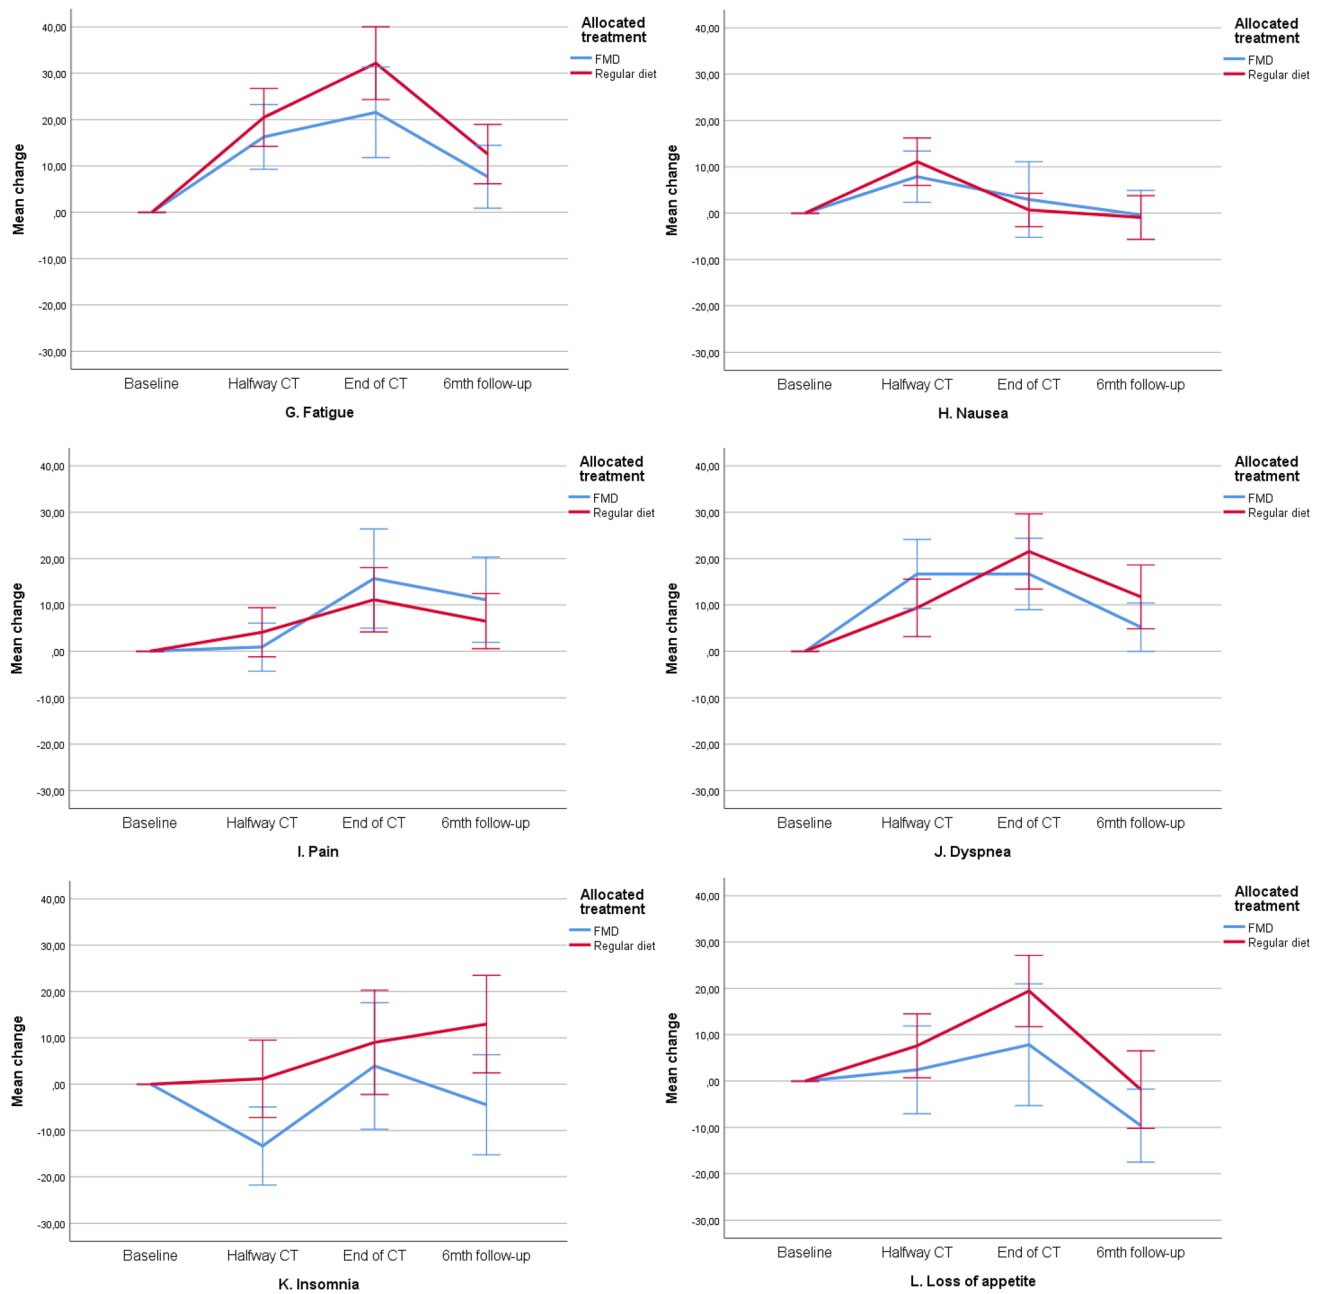 Allocated
treatment
FMD
Regular diet
40,00
30,00
20,00
10,00
,00
-10,00
-20,00
-30,00
Mean change
Baseline Halfway CT End of CT 6mth follow-up
G. Fatigue
Allocated
treatment
FMD
Regular diet
40,00
30,00
20,00
10,00
,00
-10,00
-20,00
-30,00
Mean change
Baseline Halfway CT End of CT 6mth follow-up
H. Nausea
Allocated
treatment
FMD
Regular diet
40,00
30,00
20,00
10,00
,00
-10,00
-20,00
-30,00
Mean change
Baseline Halfway CT End of CT 6mth follow-up
I. Pain
Allocated
treatment
FMD
Regular diet
40,00
30,00
20,00
10,00
,00
-10,00
-20,00
-30,00
Mean change
Baseline Halfway CT End of CT 6mth follow-up
J. Dyspnea
Allocated
treatment
FMD
Regular diet
40,00
30,00
20,00
10,00
,00
-10,00
-20,00
-30,00
Mean change
Baseline Halfway CT End of CT 6mth follow-up
K. Insomnia
Allocated
treatment
FMD
Regular diet
40,00
30,00
20,00
10,00
,00
-10,00
-20,00
-30,00
Mean change
Baseline Halfway CT End of CT 6mth follow-up
L. Loss of appetite